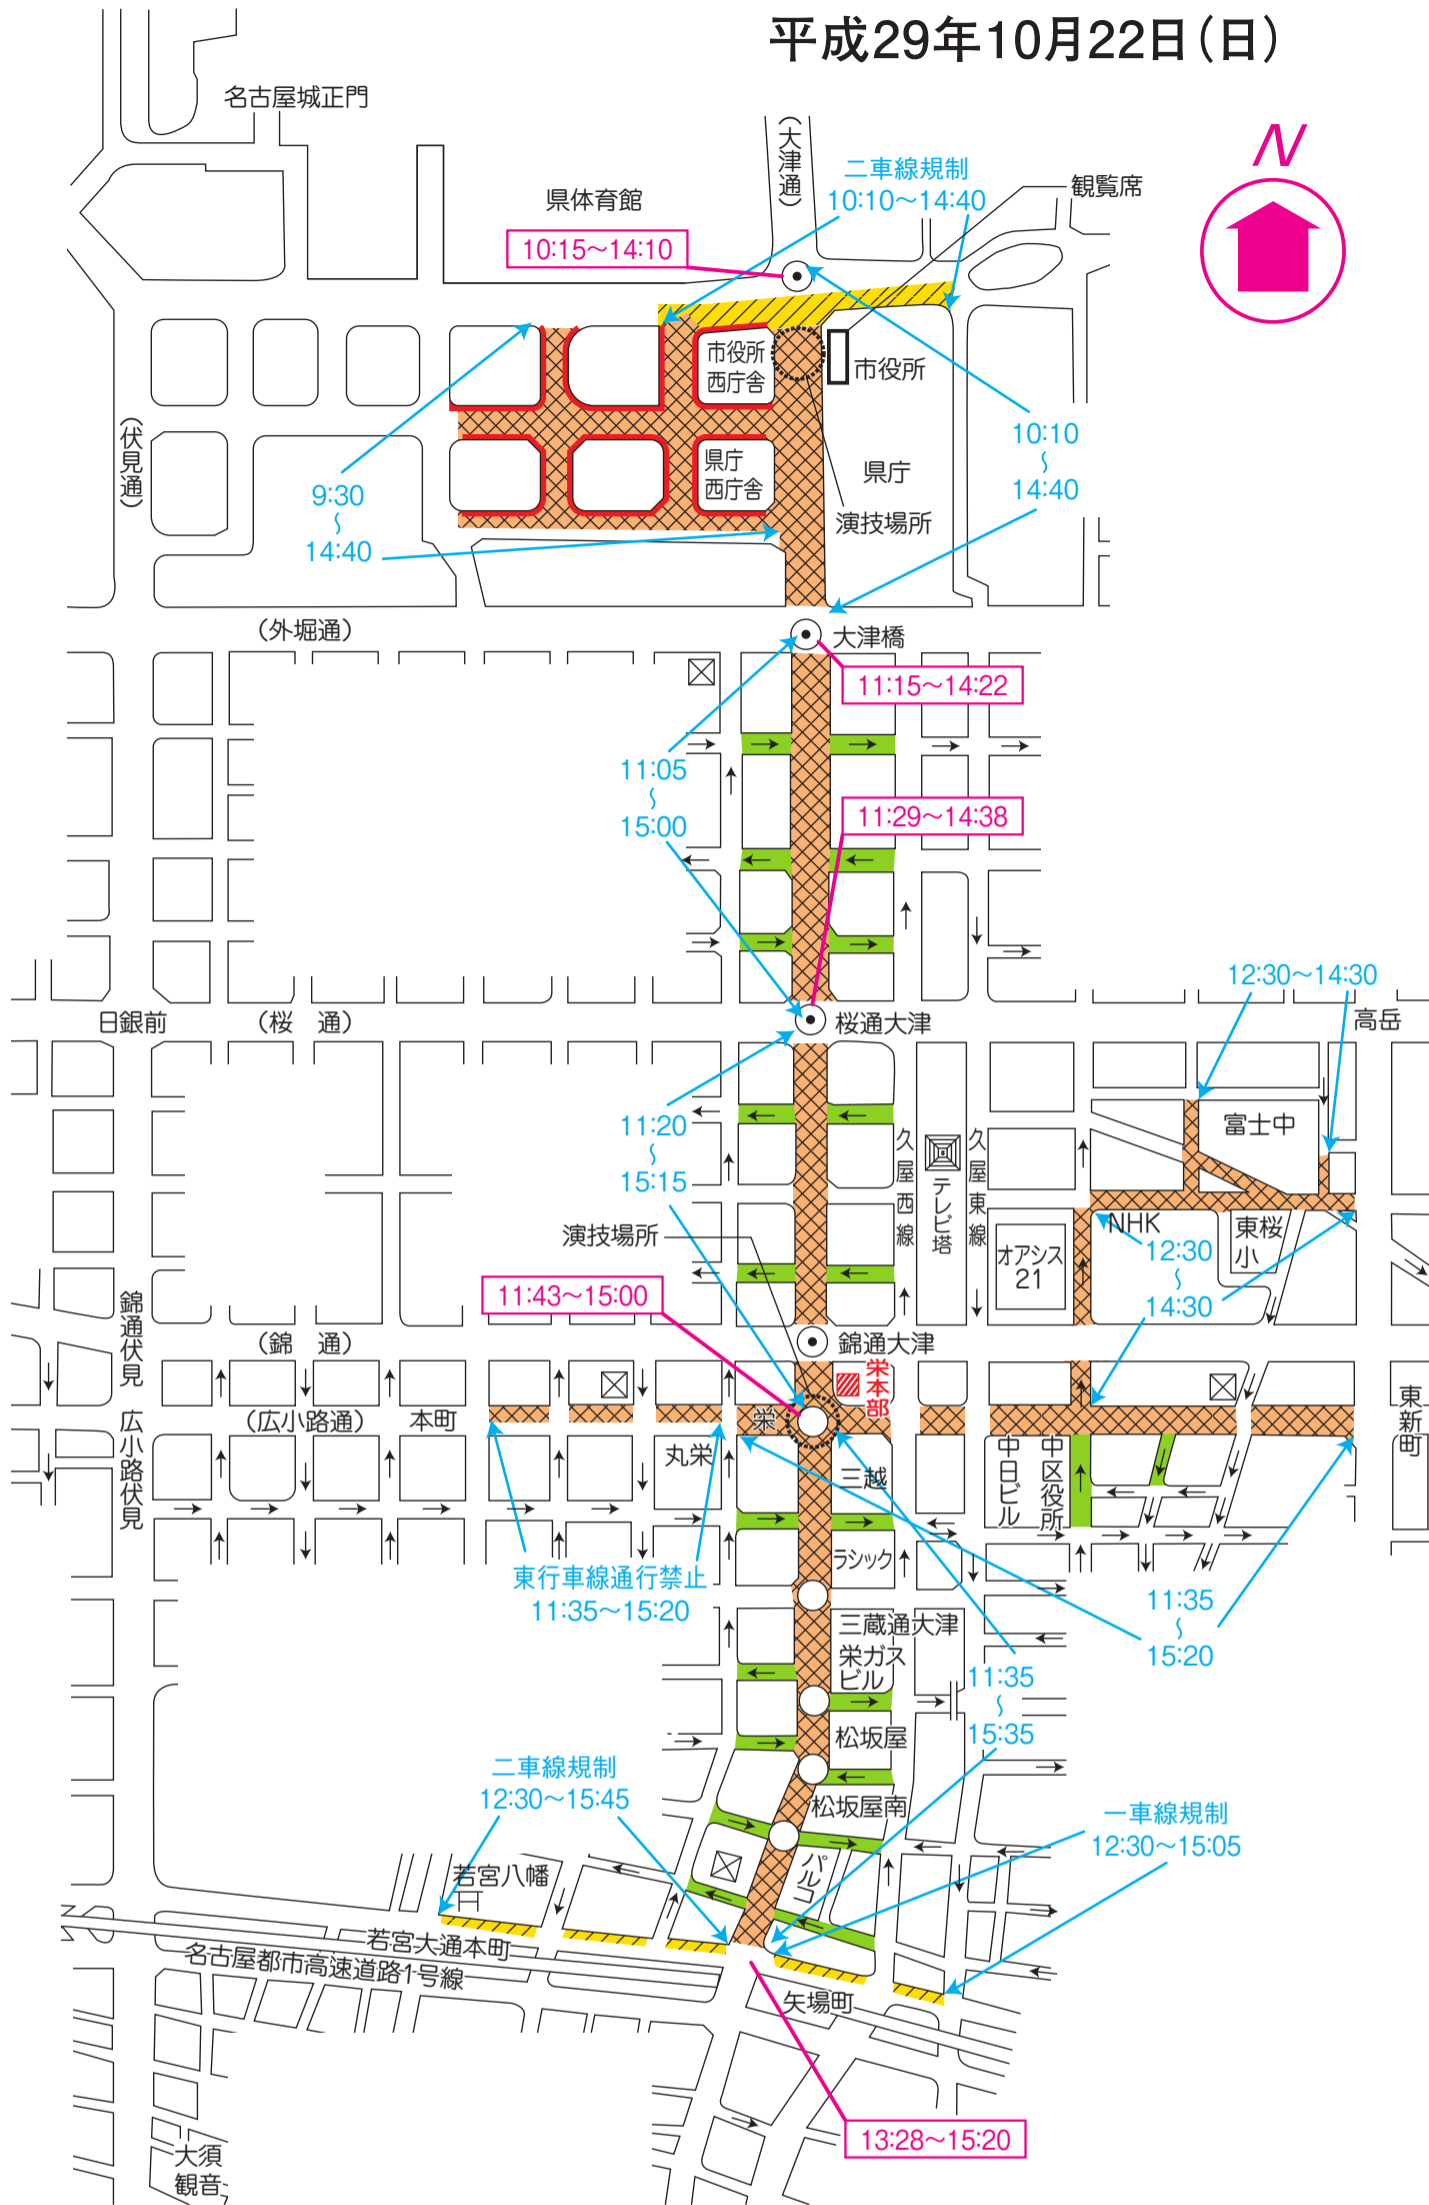 平成29年10月22日(日)
名古屋城正門
N
(大津通)
二車線規制
10:10~14:40
観覧席
県体育館
10:15~14:10
市役所
西庁舎
市役所
(伏見通)
10:10
~
14:40
県庁
西庁舎
県庁
9:30
~
14:40
演技場所
(外堀通)
大津橋
11:15~14:22
11:05
~
15:00
11:29~14:38
12:30~14:30
日銀前
(桜 通)
桜通大津
高岳
11:20
~
15:15
久屋西線
テレビ塔
久屋東線
富士中
演技場所
オアシス
21
NHK
東桜
小
12:30
~
14:30
11:43~15:00
錦通伏見
(錦 通)
錦通大津
栄本部
広小路伏見
(広小路通)
本町
栄
丸栄
三越
中日ビル
中区役所
東新町
ラシック
東行車線通行禁止
11:35~15:20
11:35
~
15:20
三蔵通大津
栄ガス
ビル
11:35
~
15:35
松坂屋
二車線規制
12:30~15:45
松坂屋南
一車線規制
12:30~15:05
パルコ
若宮八幡
若宮大通本町
名古屋都市高速道路1号線
矢場町
13:28~15:20
大須
観音